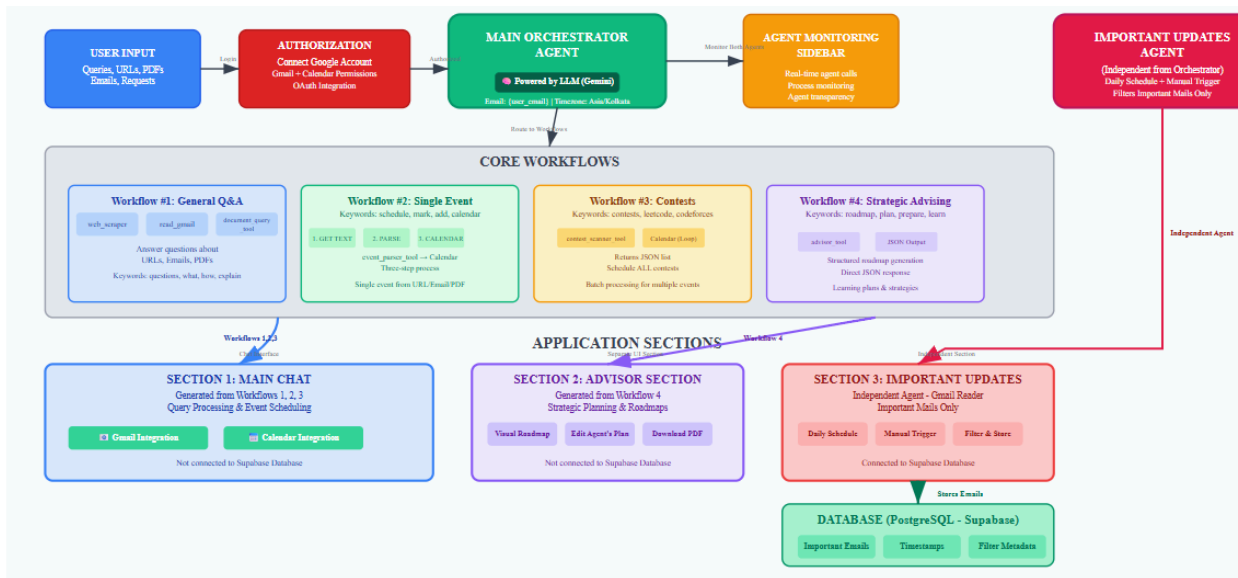 USER INPUT
Queries, URLs, PDFs
Emails, Requests
Login
AUTHORIZATION
Connect Google Account
Gmail + Calendar Permissions
OAuth Integration
MAIN ORCHESTRATOR
AGENT
Powered by LLM (Gemini)
Email: {user_email} | Timezone: Asia/Kolkata
Monitor Both Agents
AGENT MONITORING
SIDEBAR
Real-time agent calls
Process monitoring
Agent transparency
IMPORTANT UPDATES
AGENT
(Independent from Orchestrator)
Daily Schedule + Manual Trigger
Filters Important Mails Only
Route to Workflows
CORE WORKFLOWS
Workflow #1: General Q&A
web_scraper
read_gmail
document_query
tool
Answer questions about
URLs, Emails, PDFs
Keywords: questions, what, how, explain
Workflow #2: Single Event
Keywords: schedule, mark, add, calendar
1. GET TEXT
2. PARSE
3. CALENDAR
event_parser_tool → Calendar
Three-step process
Single event from URL/Email/PDF
Workflow #3: Contests
Keywords: contests, leetcode, codeforces
contest_scanner_tool
Calendar (Loop)
Returns JSON list
Schedule ALL contests
Batch processing for multiple events
Workflow #4: Strategic Advising
Keywords: roadmap, plan, prepare, learn
advisor_tool
JSON Output
Structured roadmap generation
Direct JSON response
Learning plans & strategies
Independent Agent
Workflows 1,2,3
Workflow 4
APPLICATION SECTIONS
Independent Section
SECTION 1: MAIN CHAT
Generated from Workflows 1, 2, 3
Query Processing & Event Scheduling
Gmail Integration
Calendar Integration
Not connected to Supabase Database
SECTION 2: ADVISOR SECTION
Generated from Workflow 4
Strategic Planning & Roadmaps
Visual Roadmap
Edit Agent's Plan
Download PDF
Not connected to Supabase Database
SECTION 3: IMPORTANT UPDATES
Independent Agent - Gmail Reader
Important Mails Only
Daily Schedule
Manual Trigger
Filter & Store
Connected to Supabase Database
Stores Emails
DATABASE (PostgreSQL - Supabase)
Important Emails
Timestamps
Filter Metadata